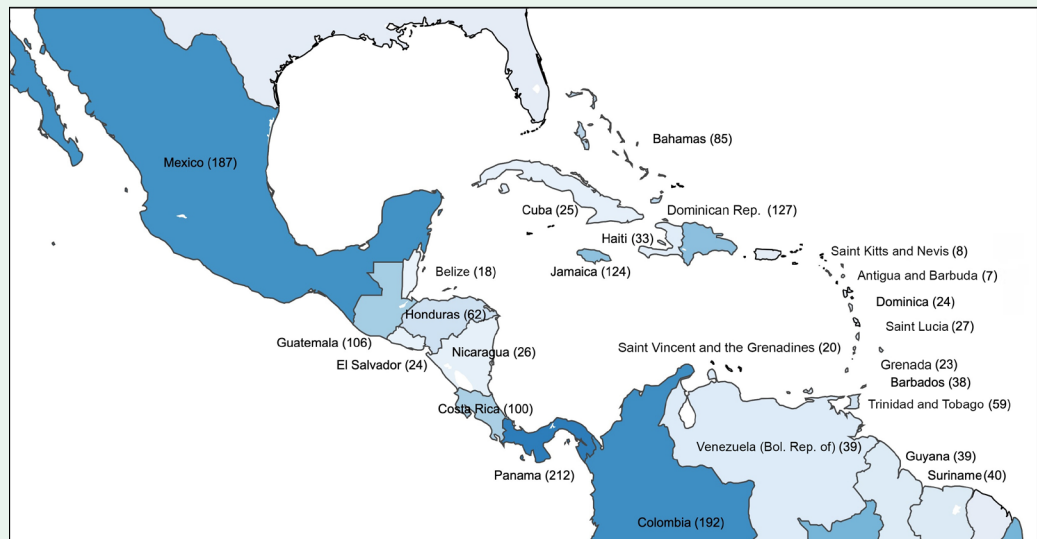 Bahamas (85)
Mexico (187)
Cuba (25)
Dominican Rep. (127)
Haiti (33)
Saint Kitts and Nevis (8)
Jamaica (124)
Belize (18)
Antigua and Barbuda (7)
Dominica (24)
Honduras (62)
Saint Lucia (27)
Guatemala (106)
Saint Vincent and the Grenadines (20)
Nicaragua (26)
El Salvador (24)
Grenada (23)
Barbados (38)
Costa Rica (100)
Trinidad and Tobago (59)
Venezuela (Bol. Rep. of) (39)
Guyana (39)
Panama (212)
Suriname (40)
Colombia (192)